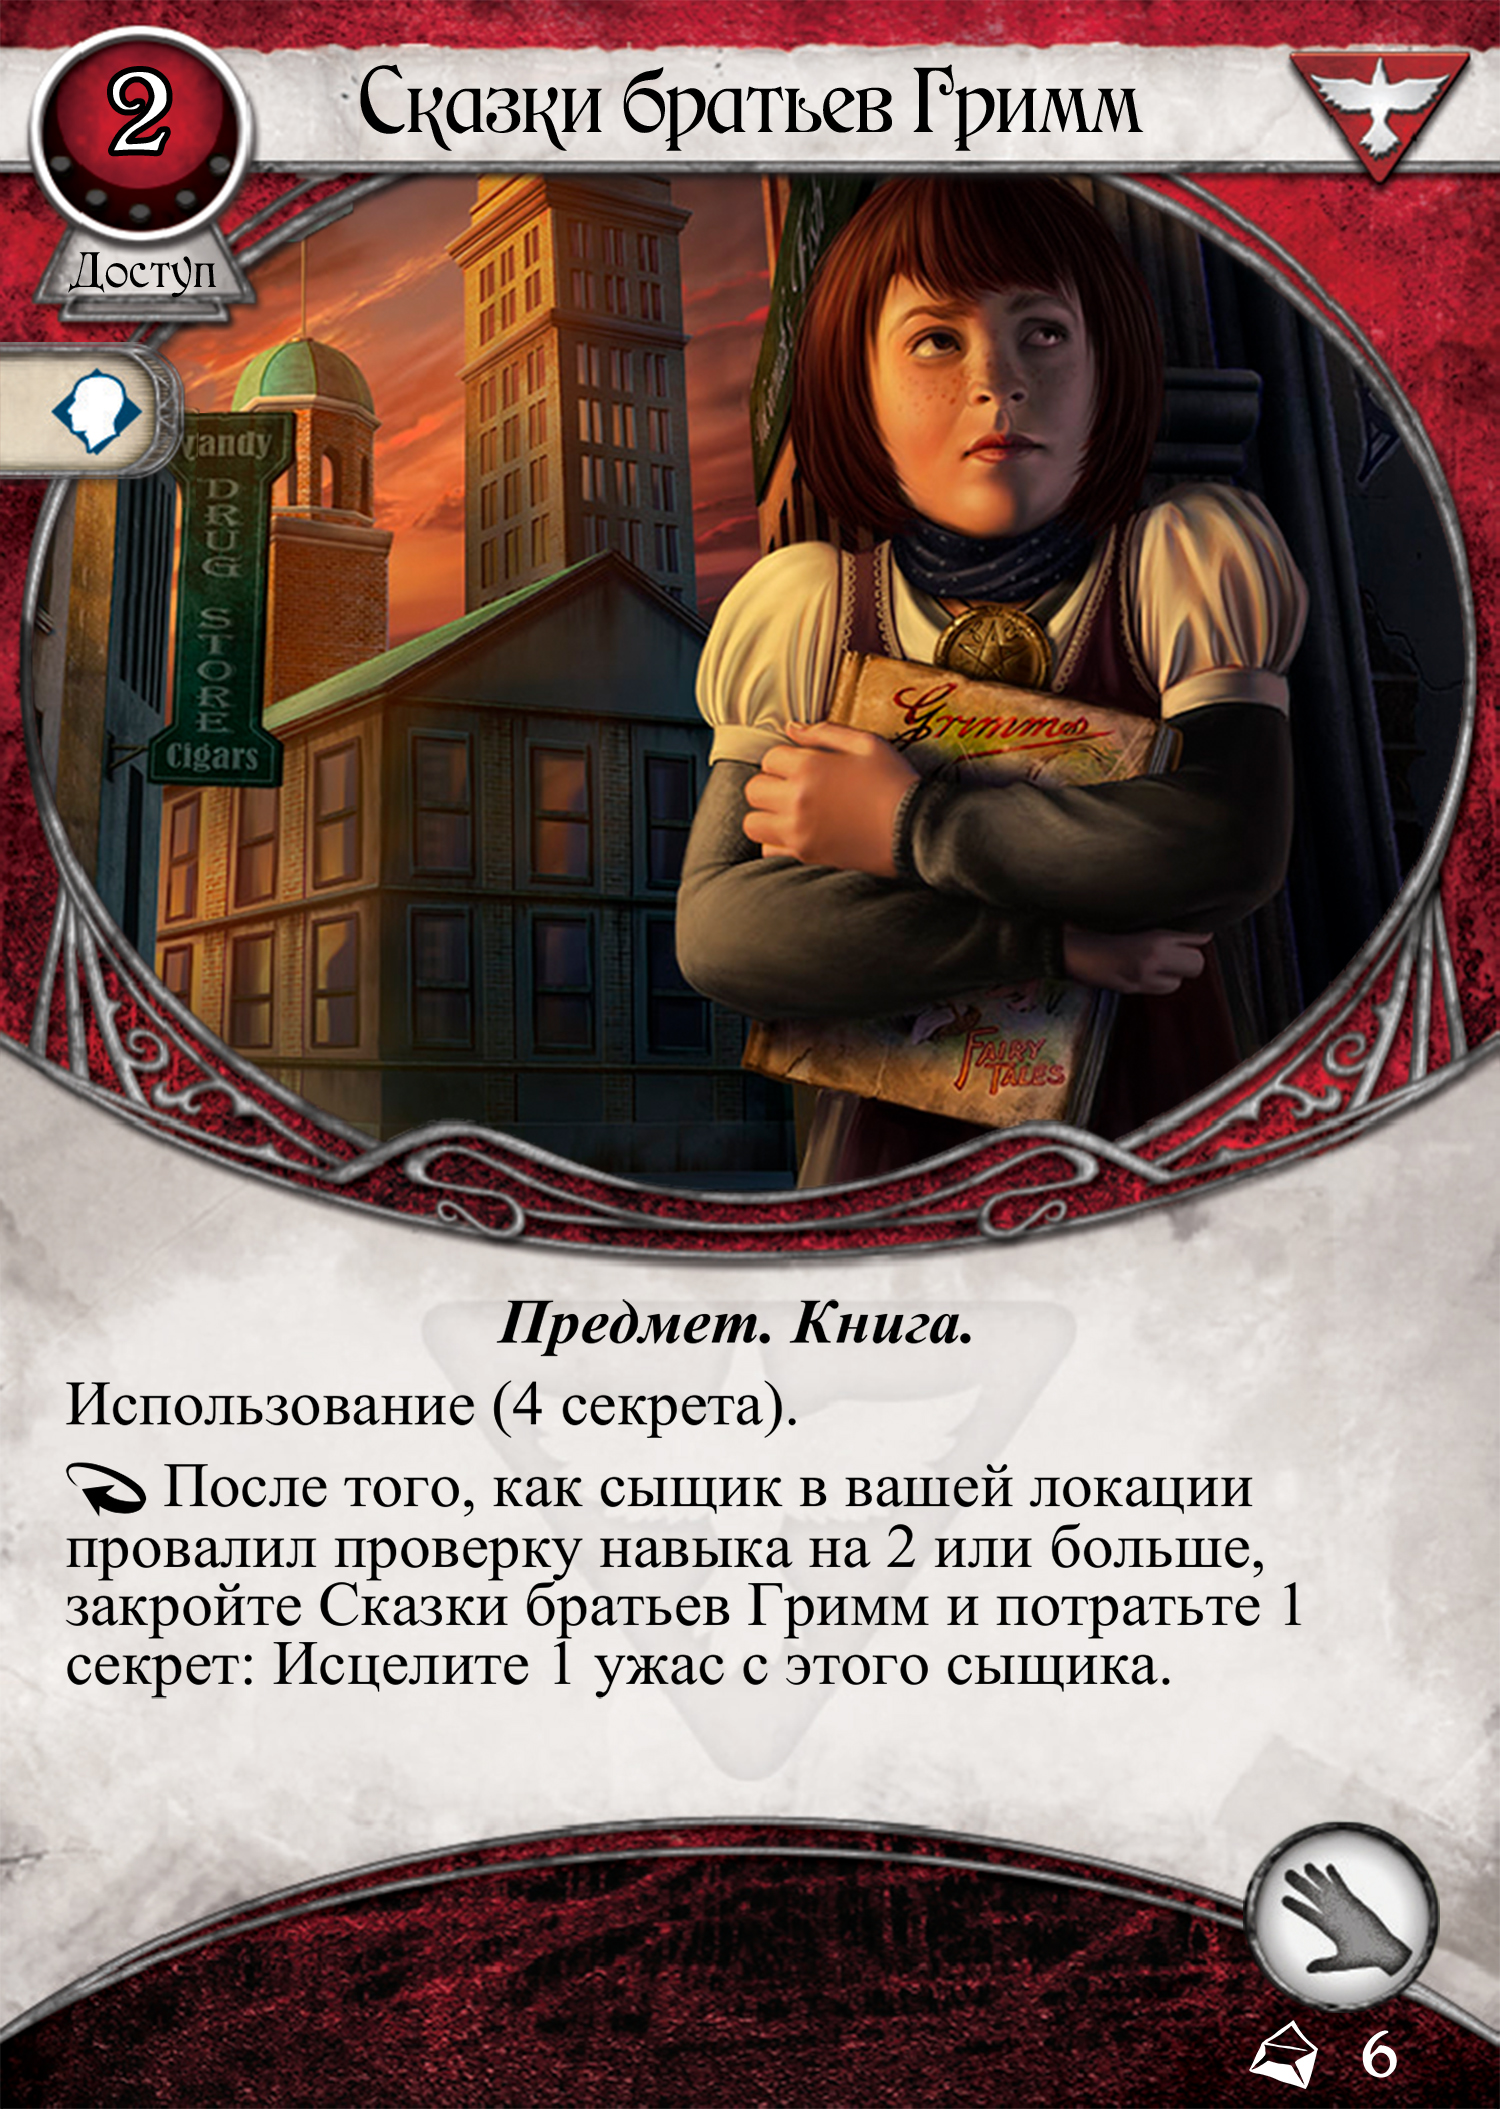 2
Сказки братьев Гримм
Доступ
Candy
DRUG STORE
Cigars
Grimms
FAIRY
TALES
Предмет. Книга.
Использование (4 секрета).
После того, как сыщик в вашей локации
провалил проверку навыка на 2 или больше,
закройте Сказки братьев Гримм и потратьте 1
секрет: Исцелите 1 ужас с этого сыщика.
6